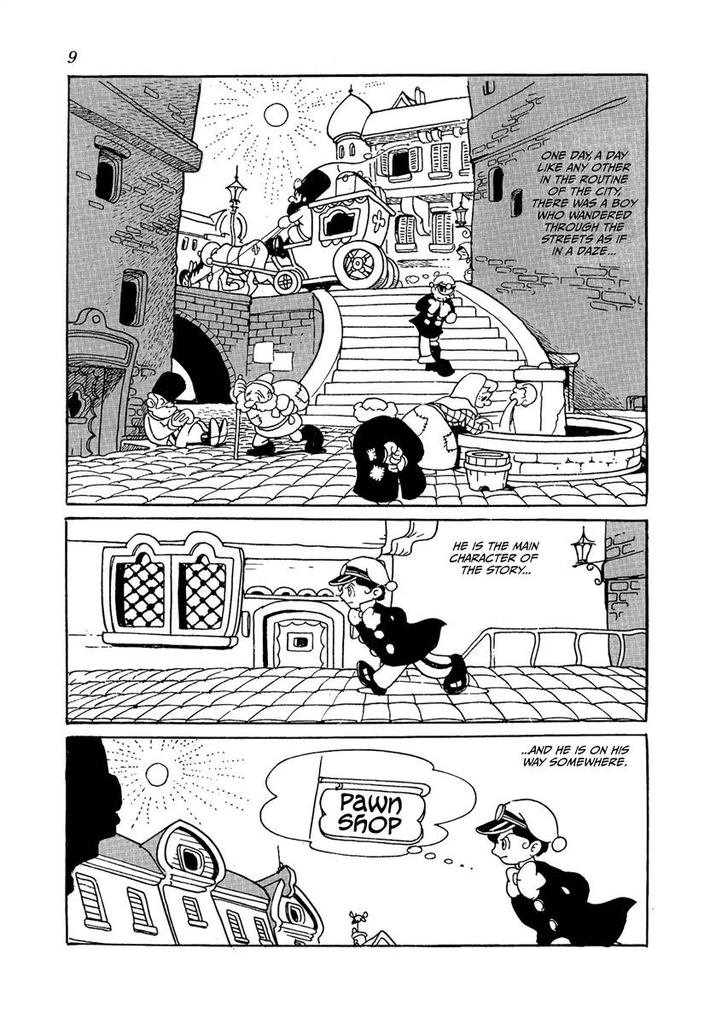 9
ONE DAY, A DAY
LIKE ANY OTHER
IN THE ROUTINE
OF THE CITY,
THERE WAS A BOY
WHO WANDERED
THROUGH THE
STREETS AS IF
IN A DAZE...
HE IS THE MAIN
CHARACTER OF
THE STORY...
...AND HE IS ON HIS
WAY SOMEWHERE.
PAWN
SHOP